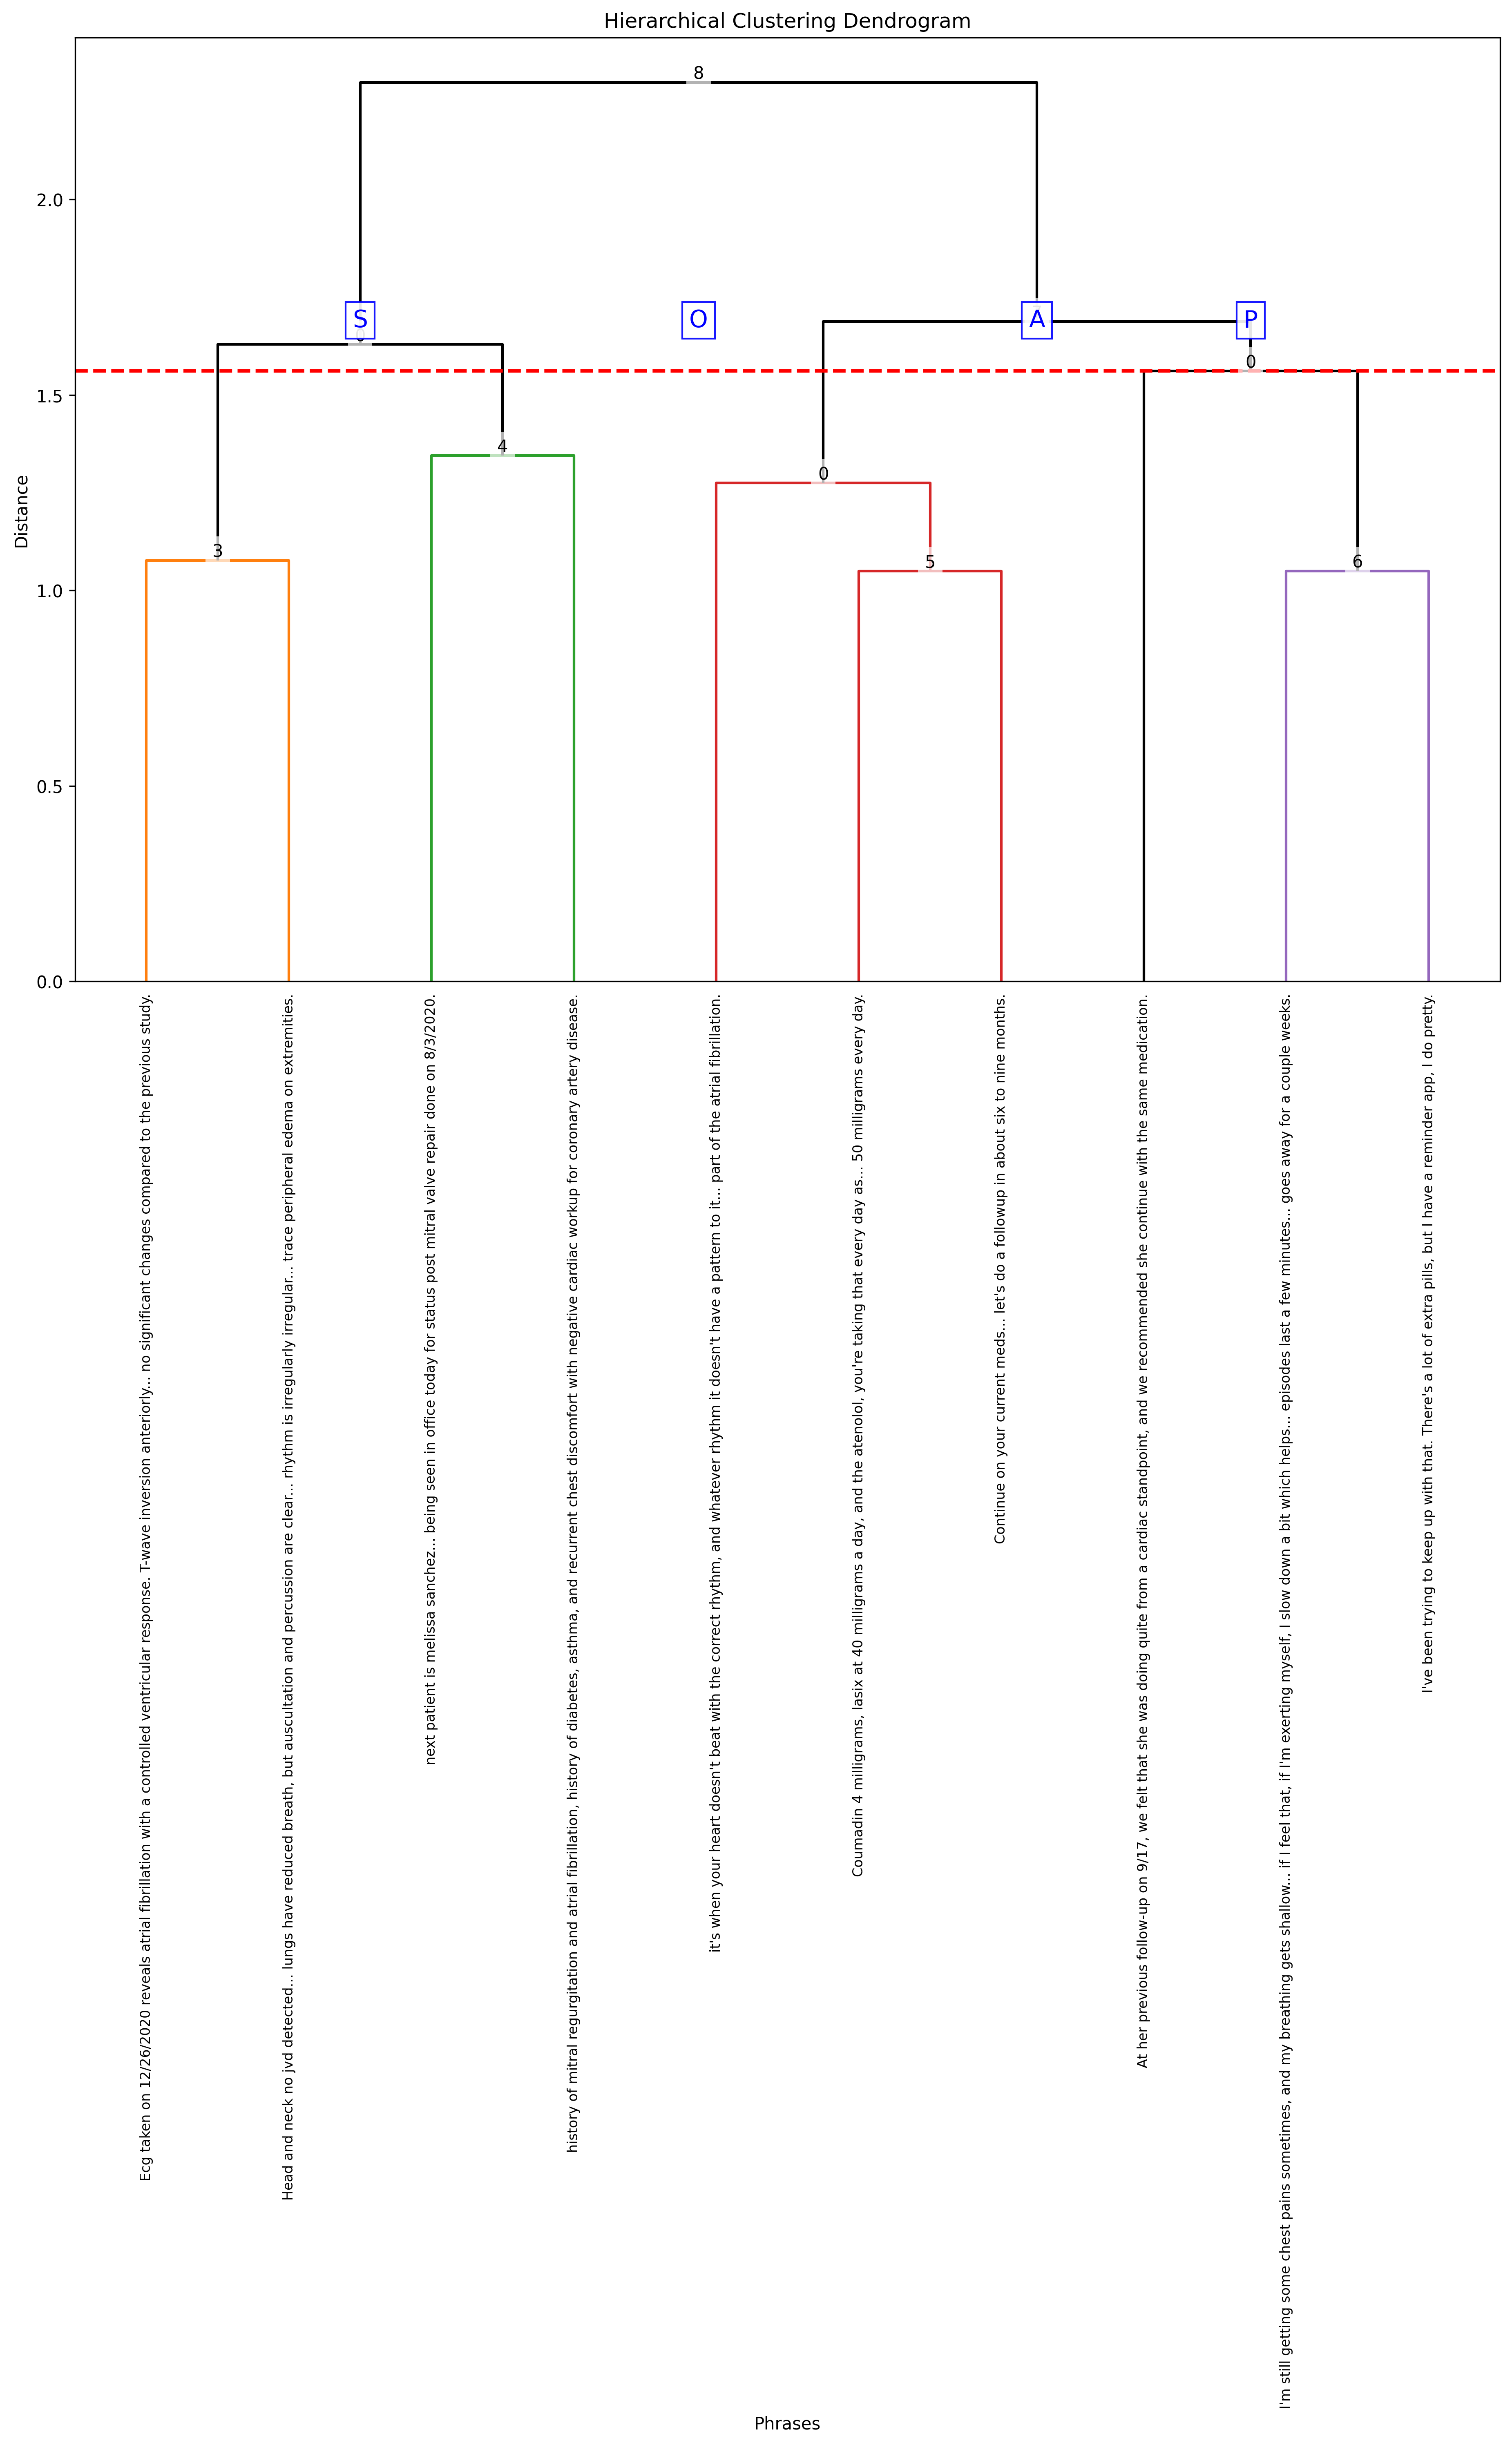 Hierarchical Clustering Dendrogram
8
2.0
S
O
A
P
0
1.5
4
0
3
5
6
1.0
0.5
0.0
Distance
Ecg taken on 12/26/2020 reveals atrial fibrillation with a controlled ventricular response. T-wave inversion anteriorly... no significant changes compared to the previous study.
Head and neck no jvd detected... lungs have reduced breath, but auscultation and percussion are clear... rhythm is irregularly irregular... trace peripheral edema on extremities.
next patient is melissa sanchez... being seen in office today for status post mitral valve repair done on 8/3/2020.
history of mitral regurgitation and atrial fibrillation, history of diabetes, asthma, and recurrent chest discomfort with negative cardiac workup for coronary artery disease.
it's when your heart doesn't beat with the correct rhythm, and whatever rhythm it doesn't have a pattern to it... part of the atrial fibrillation.
Coumadin 4 milligrams, lasix at 40 milligrams a day, and the atenolol, you're taking that every day as... 50 milligrams every day.
Continue on your current meds... let's do a followup in about six to nine months.
At her previous follow-up on 9/17, we felt that she was doing quite from a cardiac standpoint, and we recommended she continue with the same medication.
I'm still getting some chest pains sometimes, and my breathing gets shallow... if I feel that, if I'm exerting myself, I slow down a bit which helps... episodes last a few minutes... goes away for a couple weeks.
I've been trying to keep up with that. There's a lot of extra pills, but I have a reminder app, I do pretty.
Phrases